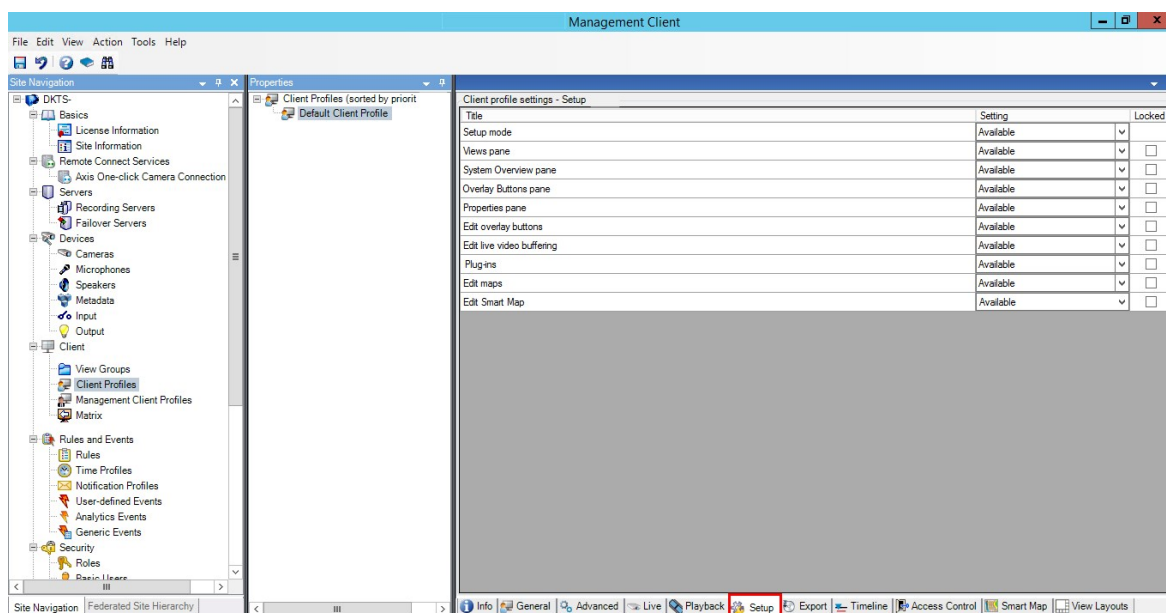 Management Client
File Edit View Action Tools Help
Site Navigation
DKTS-
Basics
License Information
Site Information
Remote Connect Services
Axis One-click Camera Connection
Servers
Recording Servers
Failover Servers
Devices
Cameras
Microphones
Speakers
Metadata
Input
Output
Client
View Groups
Client Profiles
Management Client Profiles
Matrix
Rules and Events
Rules
Time Profiles
Notification Profiles
User-defined Events
Analytics Events
Generic Events
Security
Roles
Basic Users
Site Navigation Federated Site Hierarchy
Properties
Client Profiles (sorted by priorit
Default Client Profile
Client profile settings - Setup
Title Setting Locked
Setup mode Available
Views pane Available
System Overview pane Available
Overlay Buttons pane Available
Properties pane Available
Edit overlay buttons Available
Edit live video buffering Available
Plug-ins Available
Edit maps Available
Edit Smart Map Available
Info General Advanced Live Playback Setup Export Timeline Access Control Smart Map View Layouts